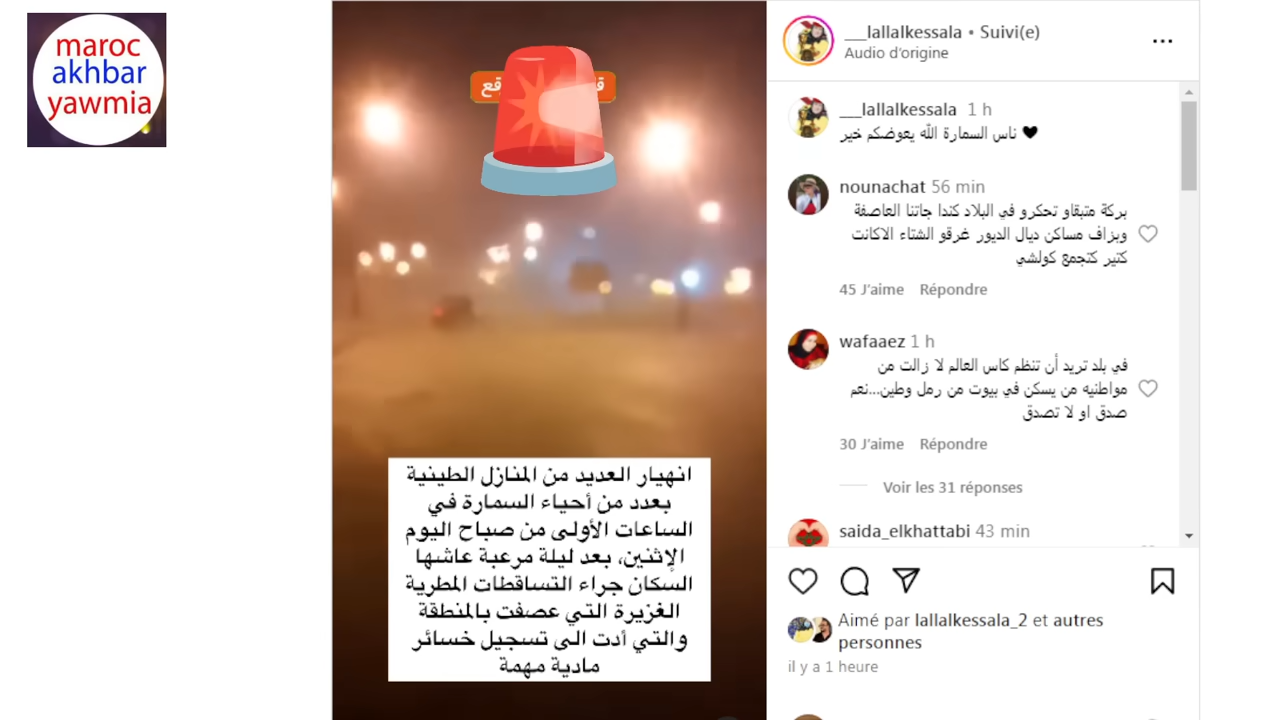 maroc
akhbar
yawmia
___lallalkessala • Suivi(e)
Audio d'origine
___lallalkessala 1 h
ناس السمارة الله يعوضكم خير 🖤
nounachat 56 min
بركة متبقاو تحكرو في البلاد كندا جاتنا العاصفة
وبزاف مساكن ديال الديور غرقو الشتاء الاكانت
كتير كتجمع كولشي
45 J'aime Répondre
wafaaez 1 h
في بلد تريد أن تنظم كاس العالم لا زالت من
مواطنيه من يسكن في بيوت من رمل وطين...نعم
صدق او لا تصدق
30 J'aime Répondre
Voir les 31 réponses
saida_elkhattabi 43 min
انهيار العديد من المنازل الطينية
بعدد من أحياء السمارة في
الساعات الأولى من صباح اليوم
الإثنين، بعد ليلة مرعبة عاشها
السكان جراء التساقطات المطرية
الغزيرة التي عصفت بالمنطقة
والتي أدت الى تسجيل خسائر
مادية مهمة
Aimé par lallalkessala_2 et autres
personnes
il y a 1 heure